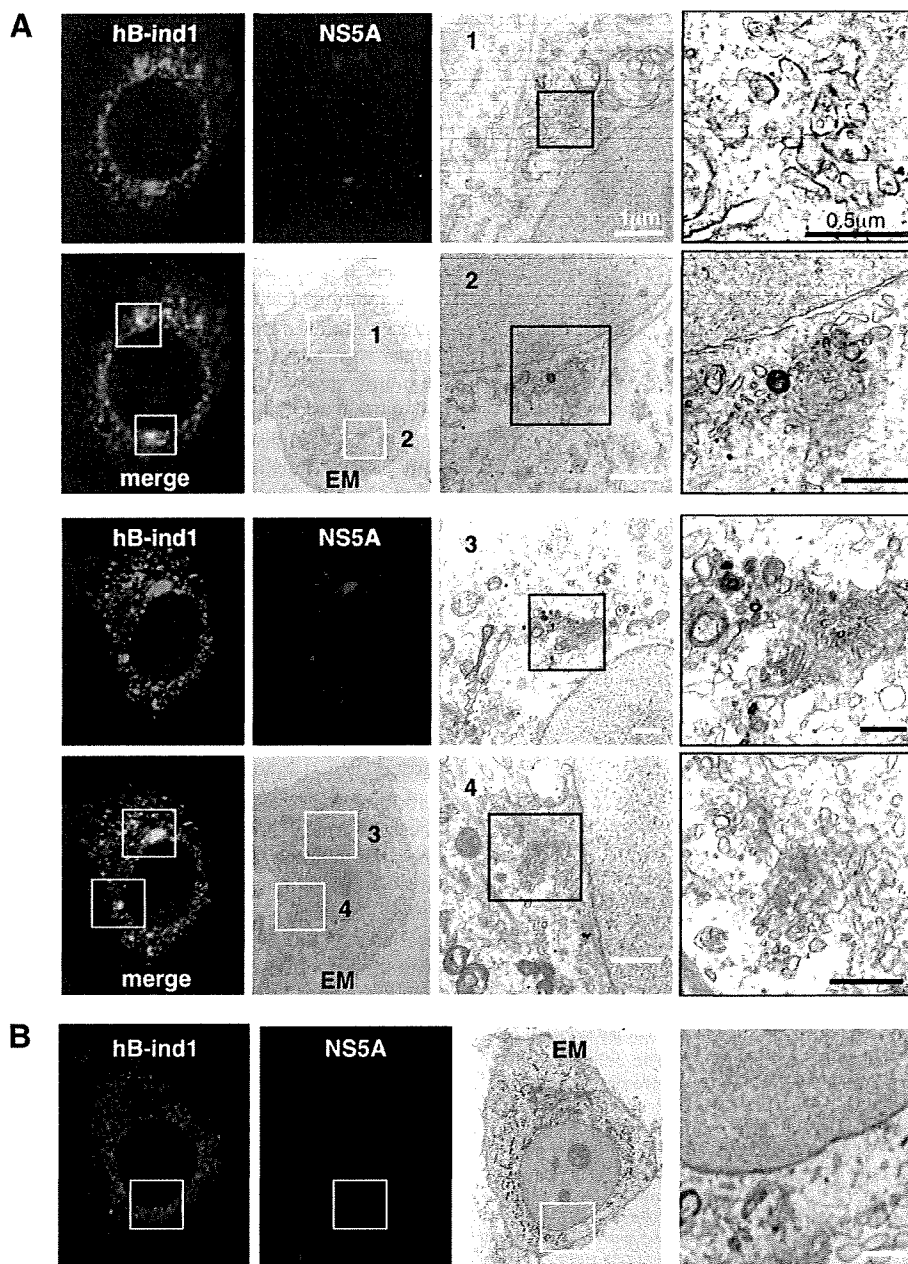 A
hB-ind1
NS5A
1
1μm
0.5μm
merge
1
2
EM
2
hB-ind1
NS5A
3
merge
3
4
EM
4
B
hB-ind1
NS5A
EM